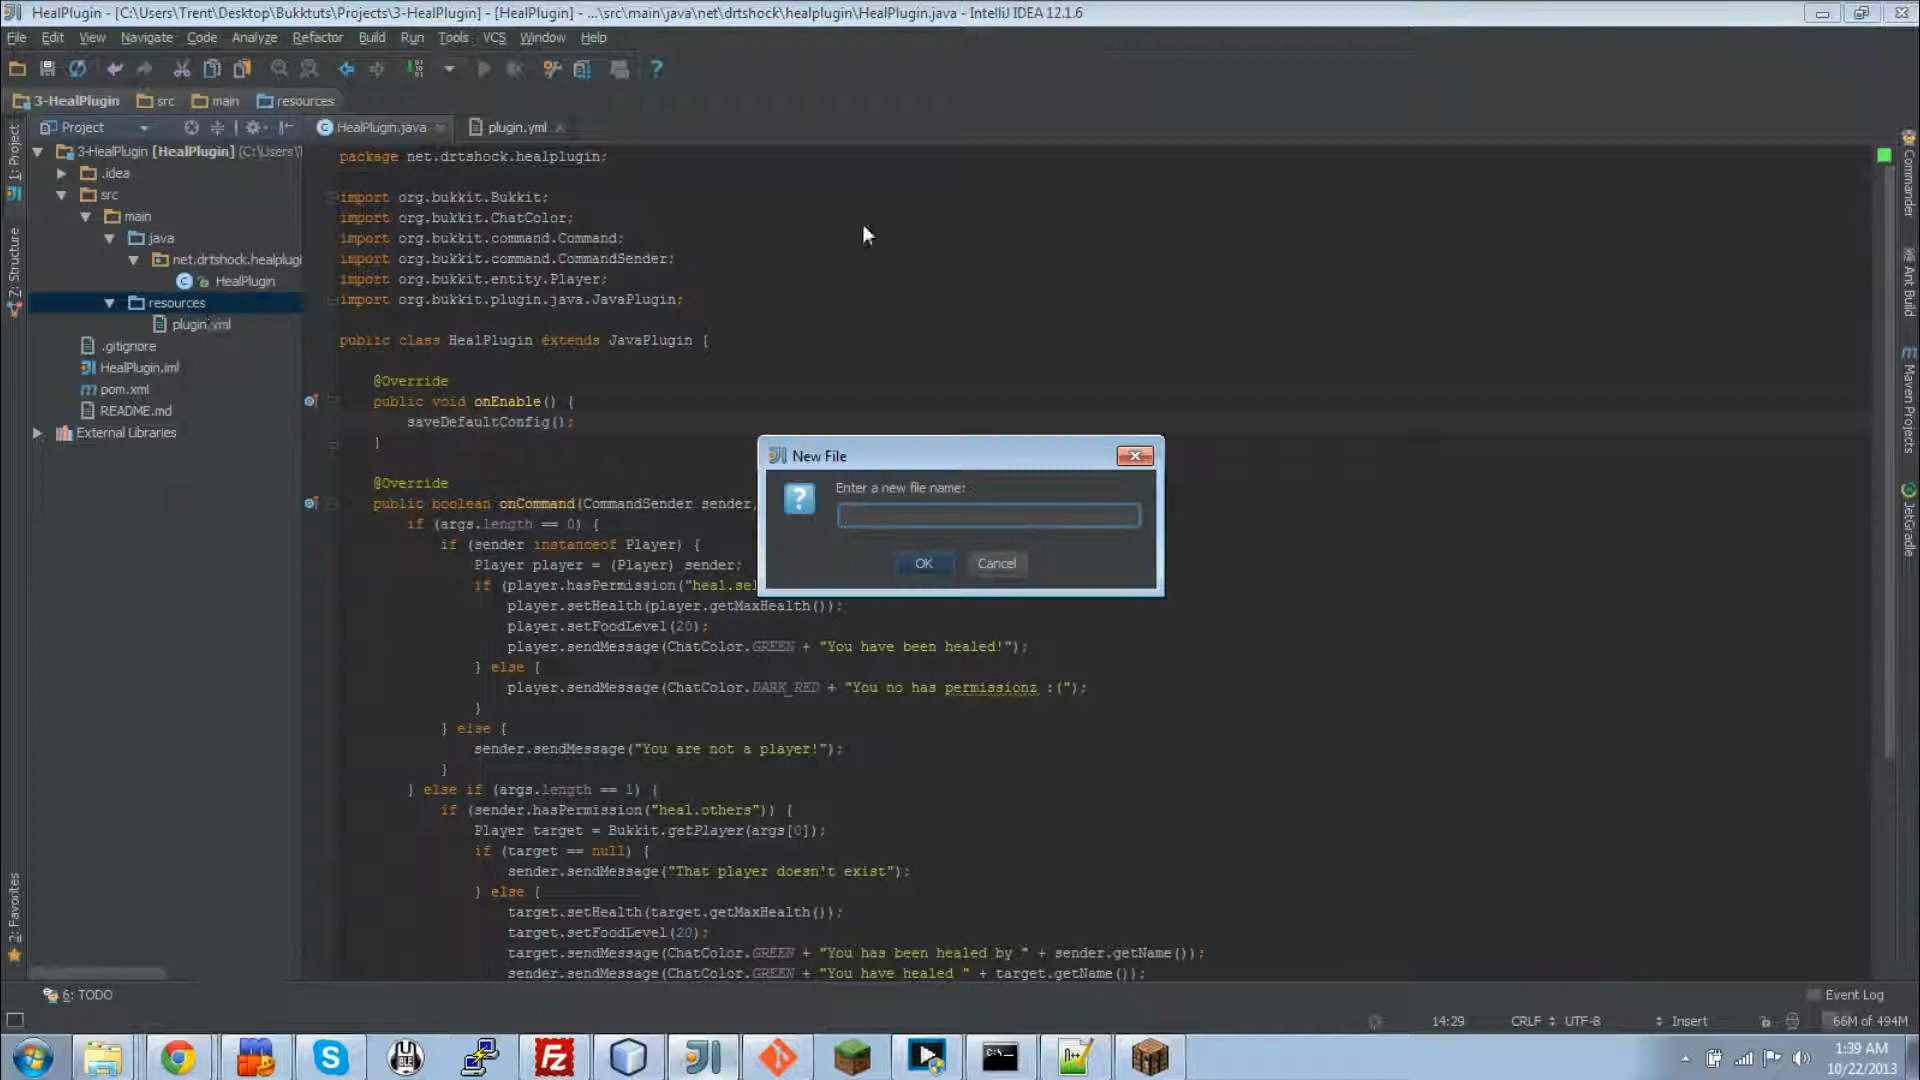 HealPlugin - [C:\Users\Trent\Desktop\Bukktuts\Projects\3-HealPlugin] - [HealPlugin] - ...\src\main\java\net\drtshock\healplugin\HealPlugin.java - IntelliJ IDEA 12.1.6
File Edit View Navigate Code Analyze Refactor Build Run Tools VCS Window Help
3-HealPlugin src main resources
Project HealPlugin.java plugin.yml
3-HealPlugin [HealPlugin] (C:\Users\
.idea
src
main
java
net.drtshock.healplugi
HealPlugin
resources
plugin.yml
.gitignore
HealPlugin.iml
pom.xml
README.md
External Libraries
1: Project
7: Structure
2: Favorites
package net.drtshock.healplugin;
import org.bukkit.Bukkit;
import org.bukkit.ChatColor;
import org.bukkit.command.Command;
import org.bukkit.command.CommandSender;
import org.bukkit.entity.Player;
import org.bukkit.plugin.java.JavaPlugin;
public class HealPlugin extends JavaPlugin {
@Override
public void onEnable() {
saveDefaultConfig();
}
@Override
public boolean onCommand(CommandSender sender,
if (args.length == 0) {
if (sender instanceof Player) {
Player player = (Player) sender;
if (player.hasPermission("heal.sel
player.setHealth(player.getMaxHealth());
player.setFoodLevel(20);
player.sendMessage(ChatColor.GREEN + "You have been healed!");
} else {
player.sendMessage(ChatColor.DARK_RED + "You no has permissionz :(");
}
} else {
sender.sendMessage("You are not a player!");
}
} else if (args.length == 1) {
if (sender.hasPermission("heal.others")) {
Player target = Bukkit.getPlayer(args[0]);
if (target == null) {
sender.sendMessage("That player doesn't exist");
} else {
target.setHealth(target.getMaxHealth());
target.setFoodLevel(20);
target.sendMessage(ChatColor.GREEN + "You has been healed by " + sender.getName());
sender.sendMessage(ChatColor.GREEN + "You have healed " + target.getName());
New File
Enter a new file name:
OK Cancel
Commander
Ant Build
Maven Projects
JetGradle
6: TODO
Event Log
14:29 CRLF UTF-8 Insert 66M of 494M
1:39 AM
10/22/2013